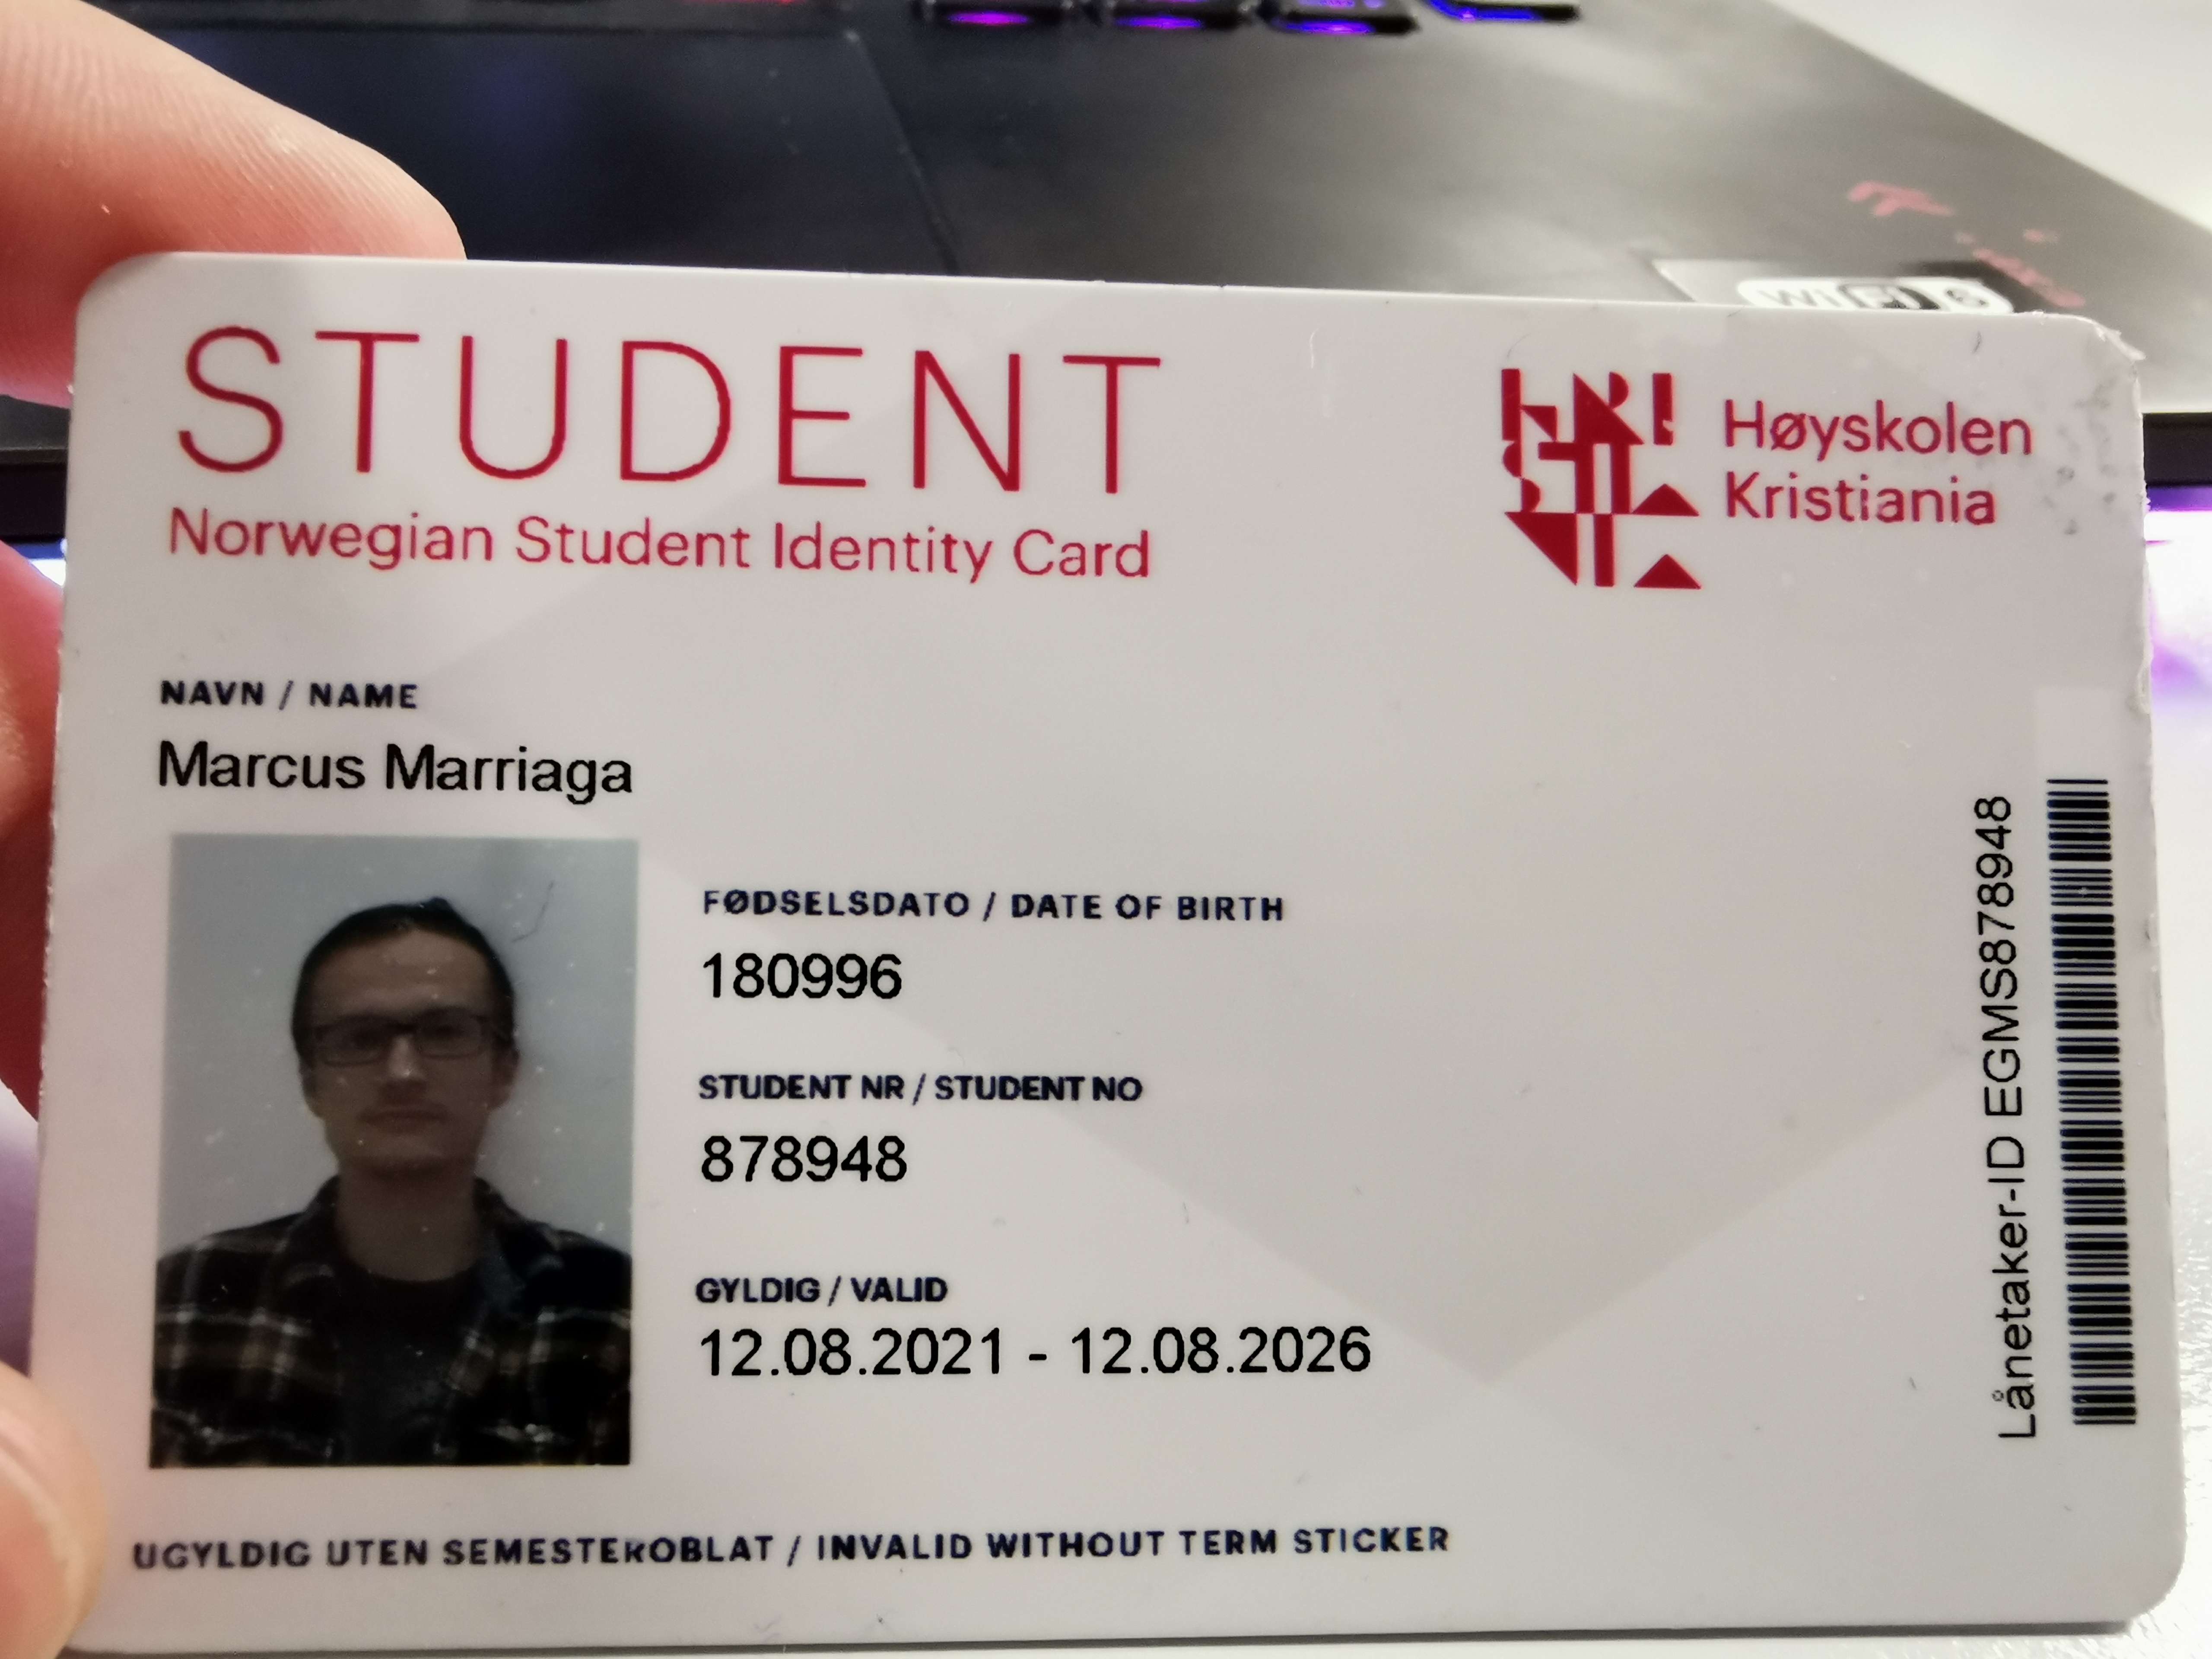 WiFi 6
STUDENT
Norwegian Student Identity Card
Høyskolen
Kristiania
NAVN / NAME
Marcus Marriaga
FØDSELSDATO / DATE OF BIRTH
180996
STUDENT NR / STUDENT NO
878948
GYLDIG / VALID
12.08.2021 - 12.08.2026
UGYLDIG UTEN SEMESTEROBLAT / INVALID WITHOUT TERM STICKER
Lånetaker-ID EGMS878948